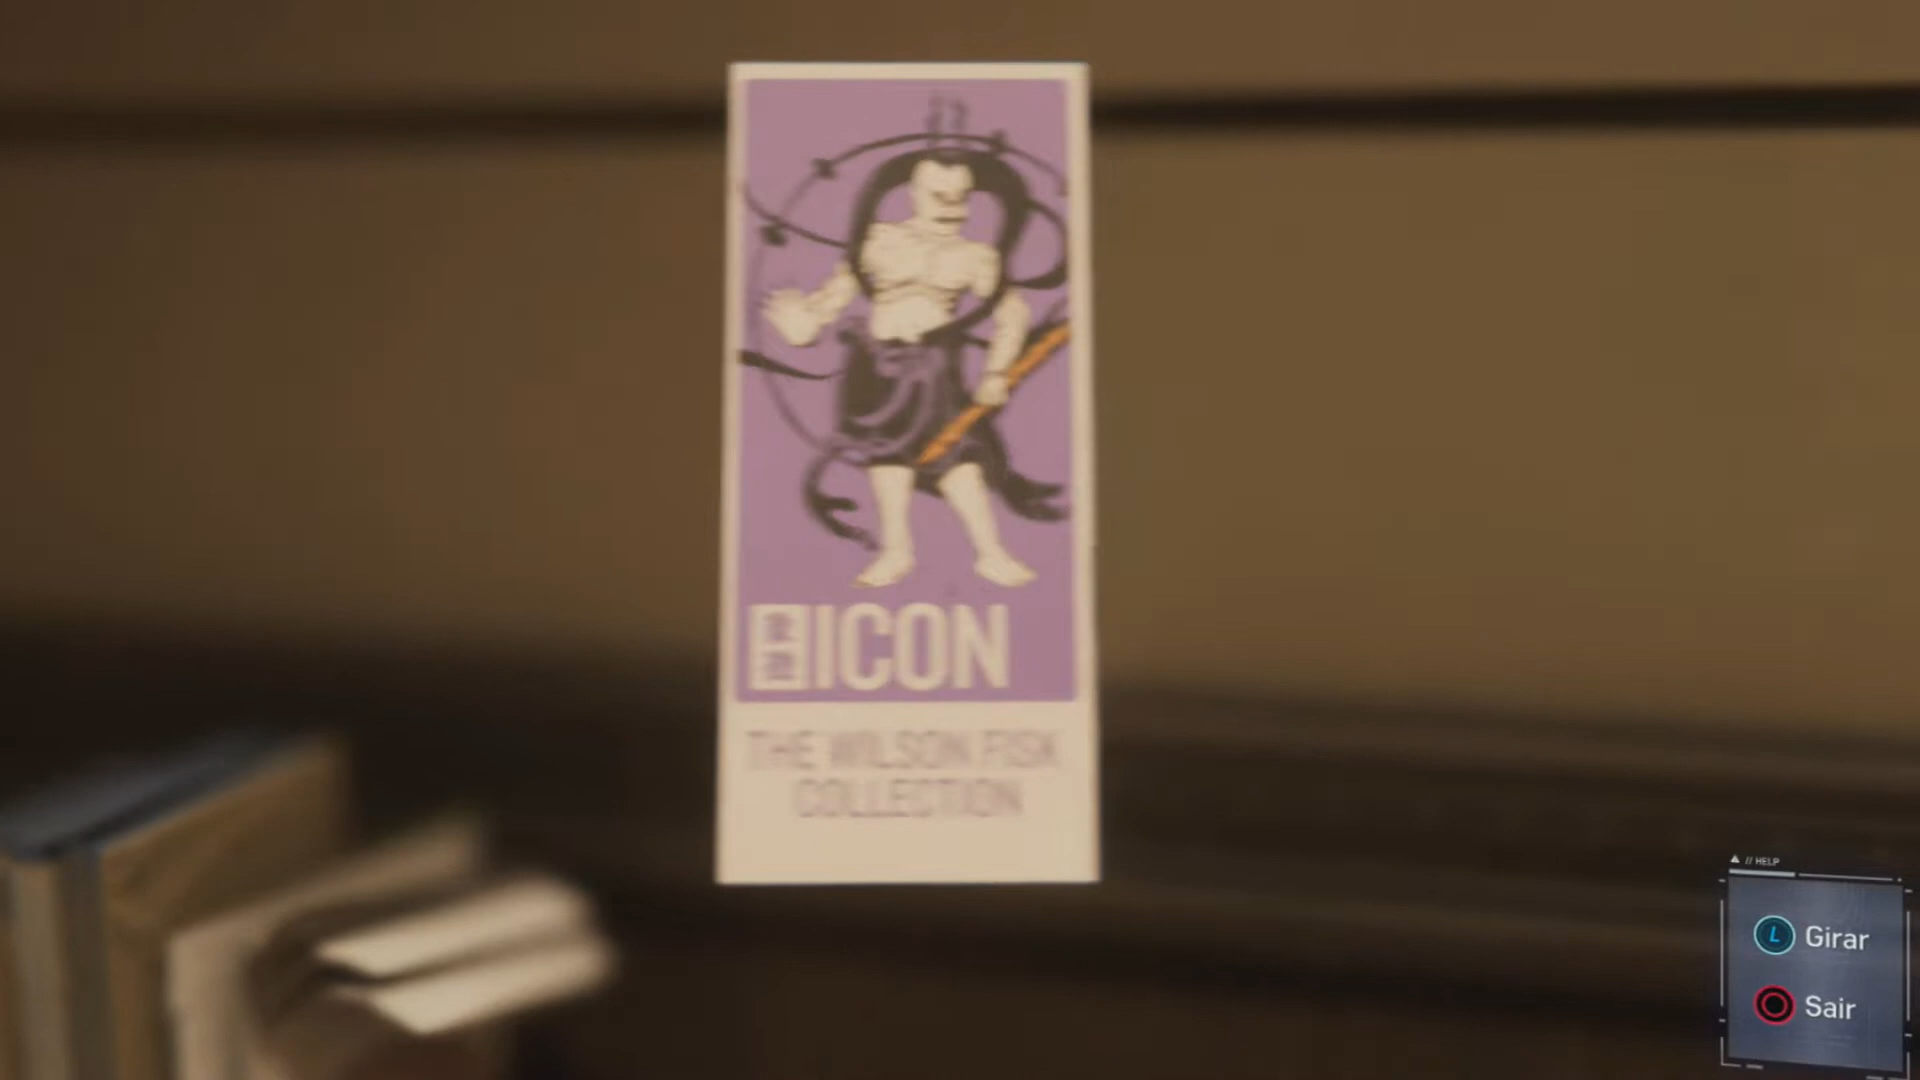 ICON
THE WILSON FISK
COLLECTION
// HELP
L Girar
Sair